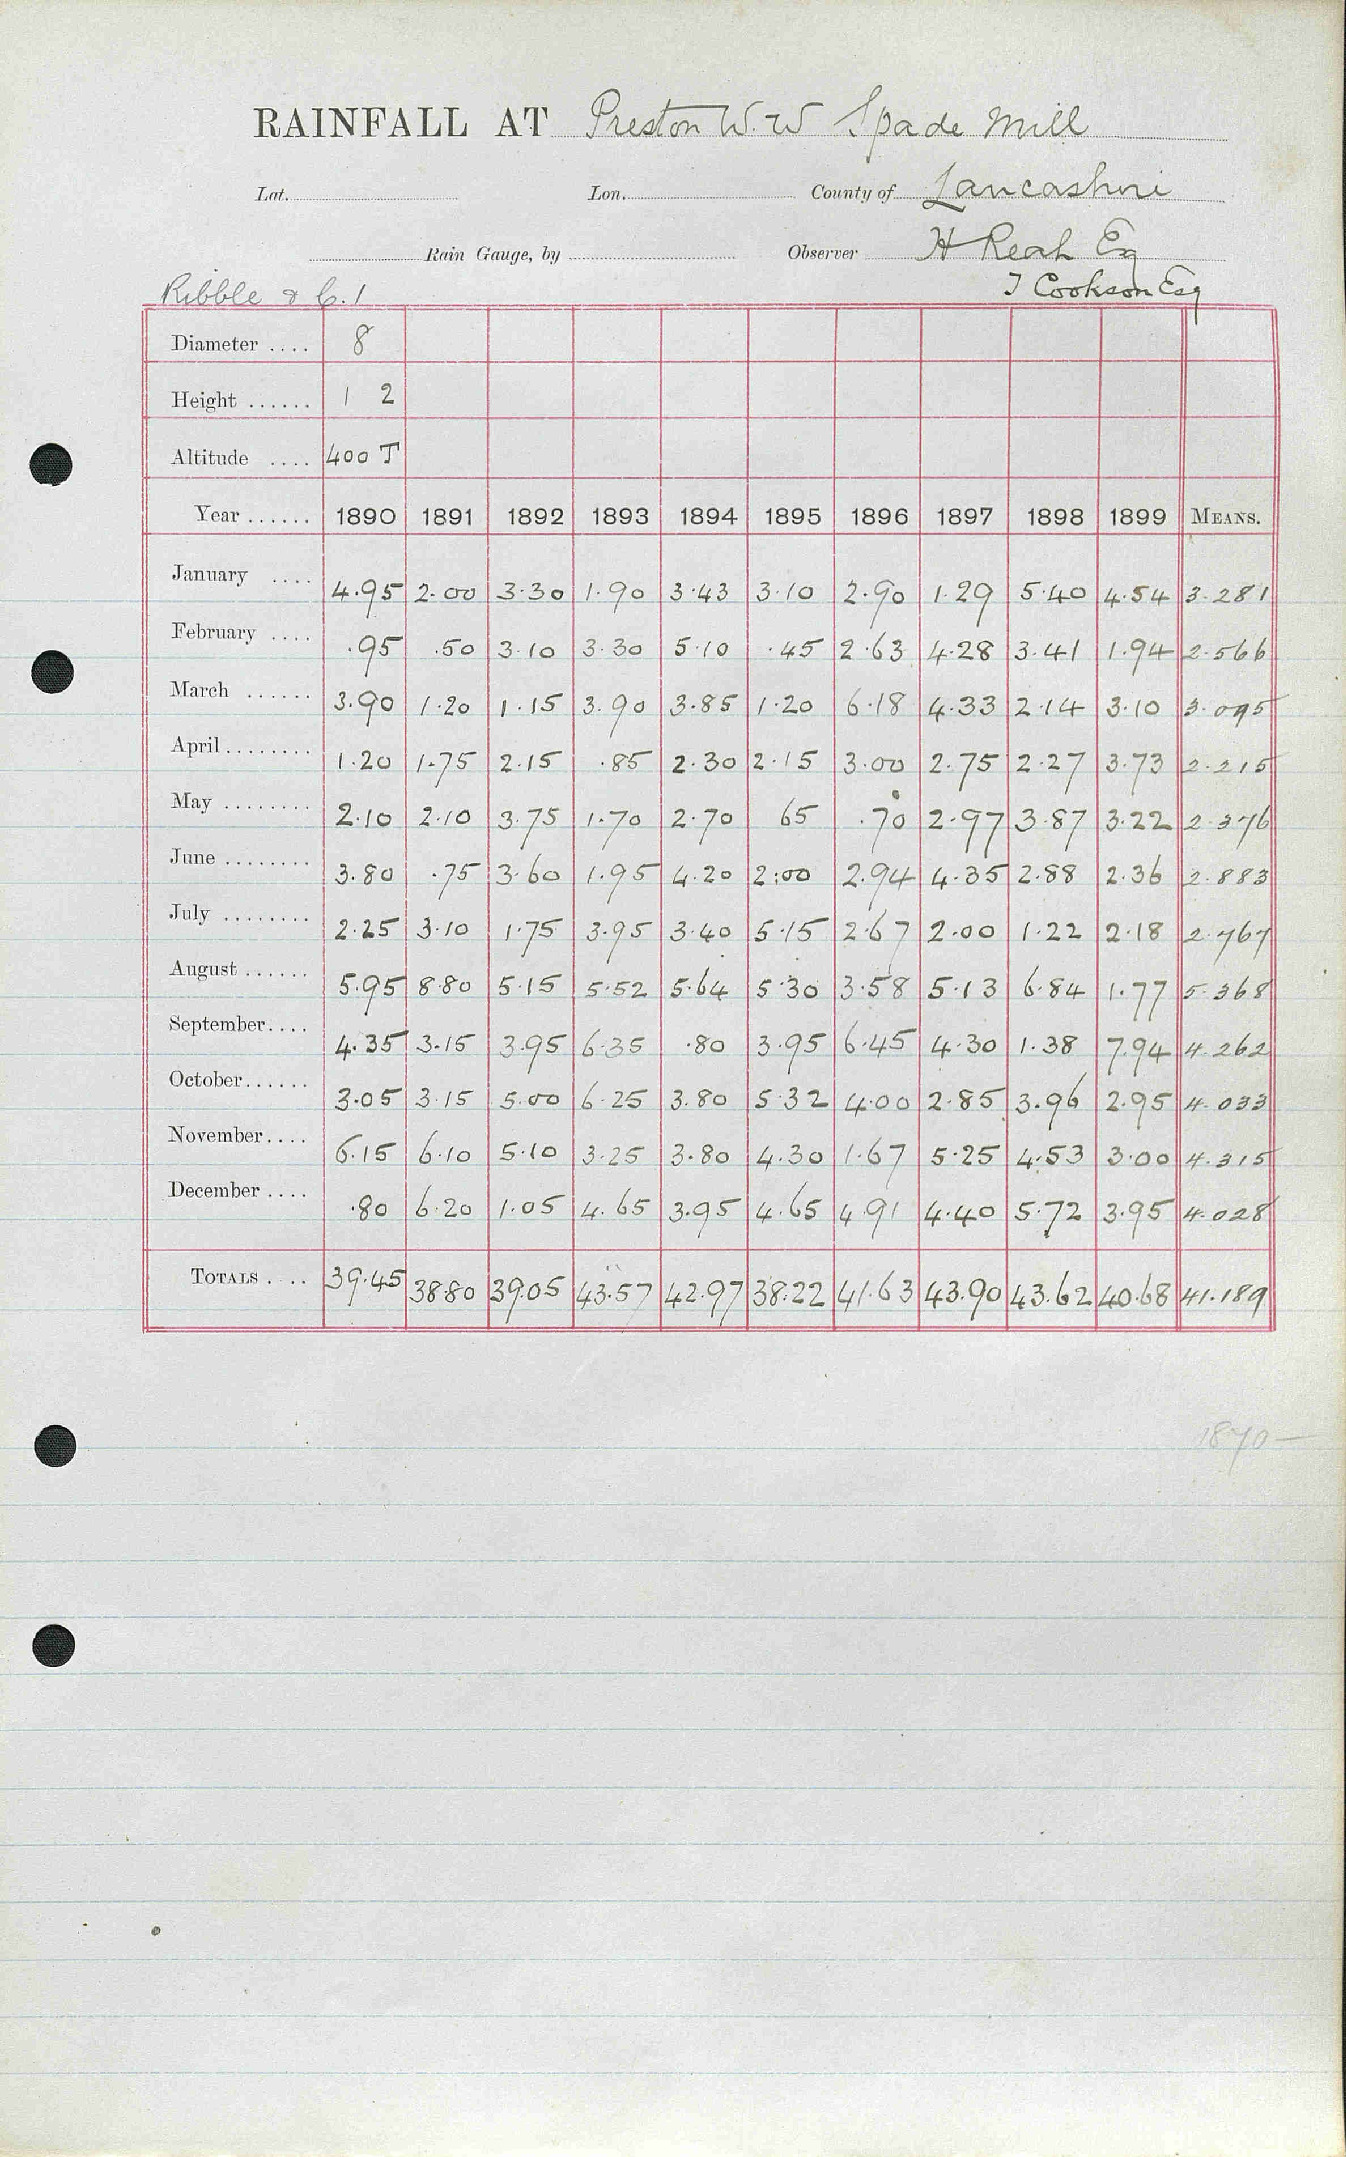 RAINFALL AT Preston W.W Spade Mill
Lat. Lon. County of Lancashire
Rain Gauge, by Observer H Reah Esq
Ribble & C.1 T Cookson Esq
Diameter .... 8
Height ...... 1 2
Altitude .... 400 T
Year ...... 1890 1891 1892 1893 1894 1895 1896 1897 1898 1899 MEANS.
January .... 4.95 2.00 3.30 1.90 3.43 3.10 2.90 1.29 5.40 4.54 3.281
February .... .95 .50 3.10 3.30 5.10 .45 2.63 4.28 3.41 1.94 2.566
March ...... 3.90 1.20 1.15 3.90 3.85 1.20 6.18 4.33 2.14 3.10 3.095
April ........ 1.20 1.75 2.15 .85 2.30 2.15 3.00 2.75 2.27 3.73 2.215
May ........ 2.10 2.10 3.75 1.70 2.70 65 .70 2.97 3.87 3.22 2.376
June ........ 3.80 .75 3.60 1.95 4.20 2.00 2.94 4.35 2.88 2.36 2.883
July ........ 2.25 3.10 1.75 3.95 3.40 5.15 2.67 2.00 1.22 2.18 2.767
August ...... 5.95 8.80 5.15 5.52 5.64 5.30 3.58 5.13 6.84 1.77 5.368
September .... 4.35 3.15 3.95 6.35 .80 3.95 6.45 4.30 1.38 7.94 4.262
October ...... 3.05 3.15 5.00 6.25 3.80 5.32 4.00 2.85 3.96 2.95 4.033
November .... 6.15 6.10 5.10 3.25 3.80 4.30 1.67 5.25 4.53 3.00 4.315
December .... .80 6.20 1.05 4.65 3.95 4.65 4.91 4.40 5.72 3.95 4.028
TOTALS .... 39.45 38.80 39.05 43.57 42.97 38.22 41.63 43.90 43.62 40.68 41.189
1870—